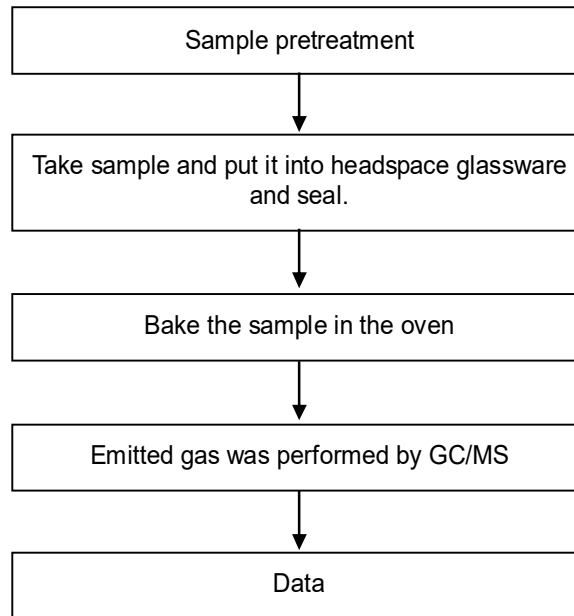 Sample pretreatment
Take sample and put it into headspace glassware
and seal.
Bake the sample in the oven
Emitted gas was performed by GC/MS
Data